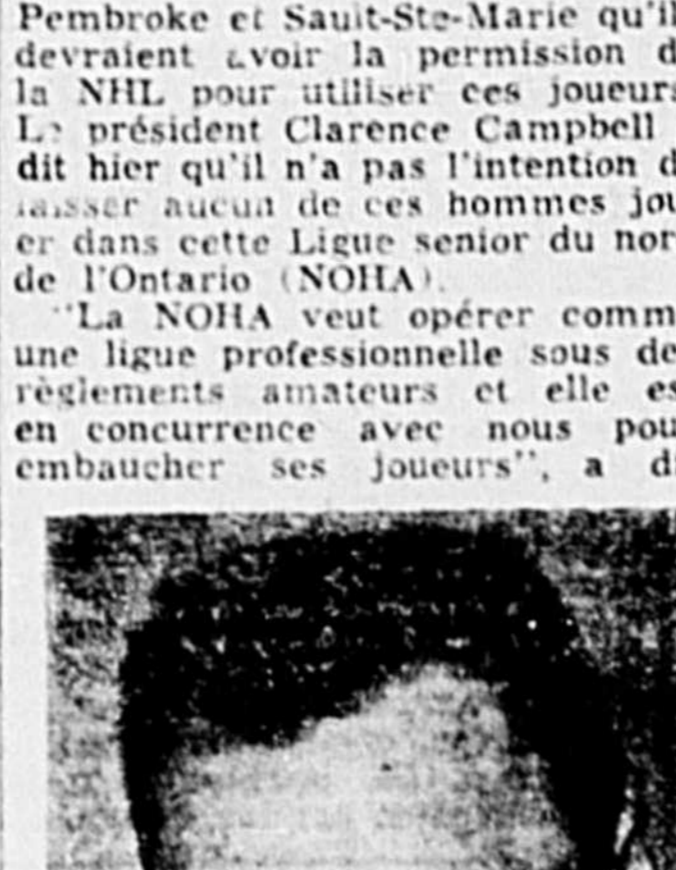 Pembroke et Sault-Ste-Marie qu'il
devraient avoir la permission d
la NHL pour utiliser ces joueurs
Le président Clarence Campbell
dit hier qu'il n'a pas l'intention d
laisser aucun de ces hommes jou
er dans cette Ligue senior du nor
de l'Ontario (NOHA).
"La NOHA veut opérer comm
une ligue professionnelle sous de
règlements amateurs et elle es
en concurrence avec nous pou
embaucher ses joueurs", a di